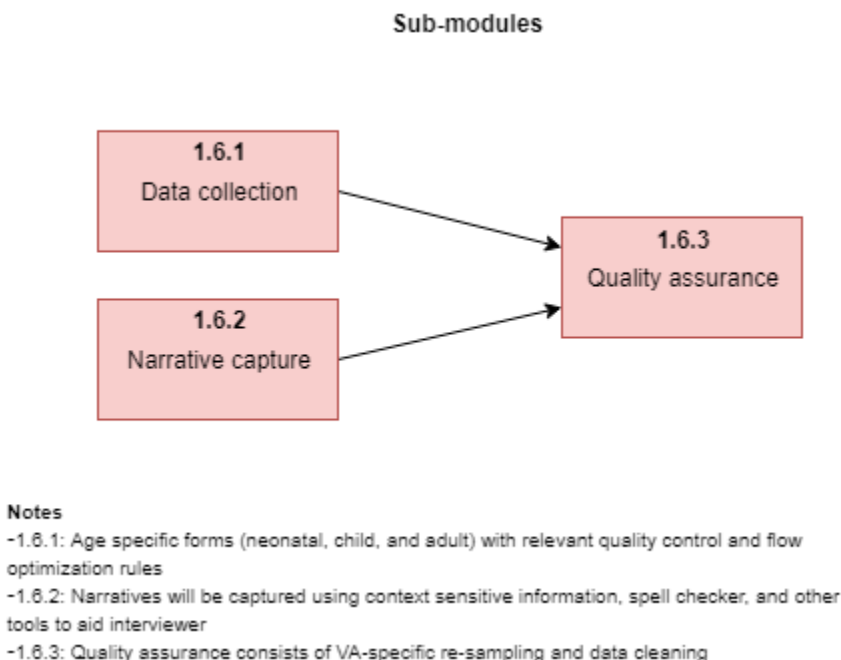 Sub-modules
1.6.1
Data collection
1.6.2
Narrative capture
1.6.3
Quality assurance
Notes
-1.6.1: Age specific forms (neonatal, child, and adult) with relevant quality control and flow
optimization rules
-1.6.2: Narratives will be captured using context sensitive information, spell checker, and other
tools to aid interviewer
-1.6.3: Quality assurance consists of VA-specific re-sampling and data cleaning